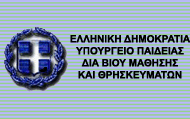 ΕΛΛΗΝΙΚΗ ΔΗΜΟΚΡΑΤΙΑ
ΥΠΟΥΡΓΕΙΟ ΠΑΙΔΕΙΑΣ
ΔΙΑ ΒΙΟΥ ΜΑΘΗΣΗΣ
ΚΑΙ ΘΡΗΣΚΕΥΜΑΤΩΝ